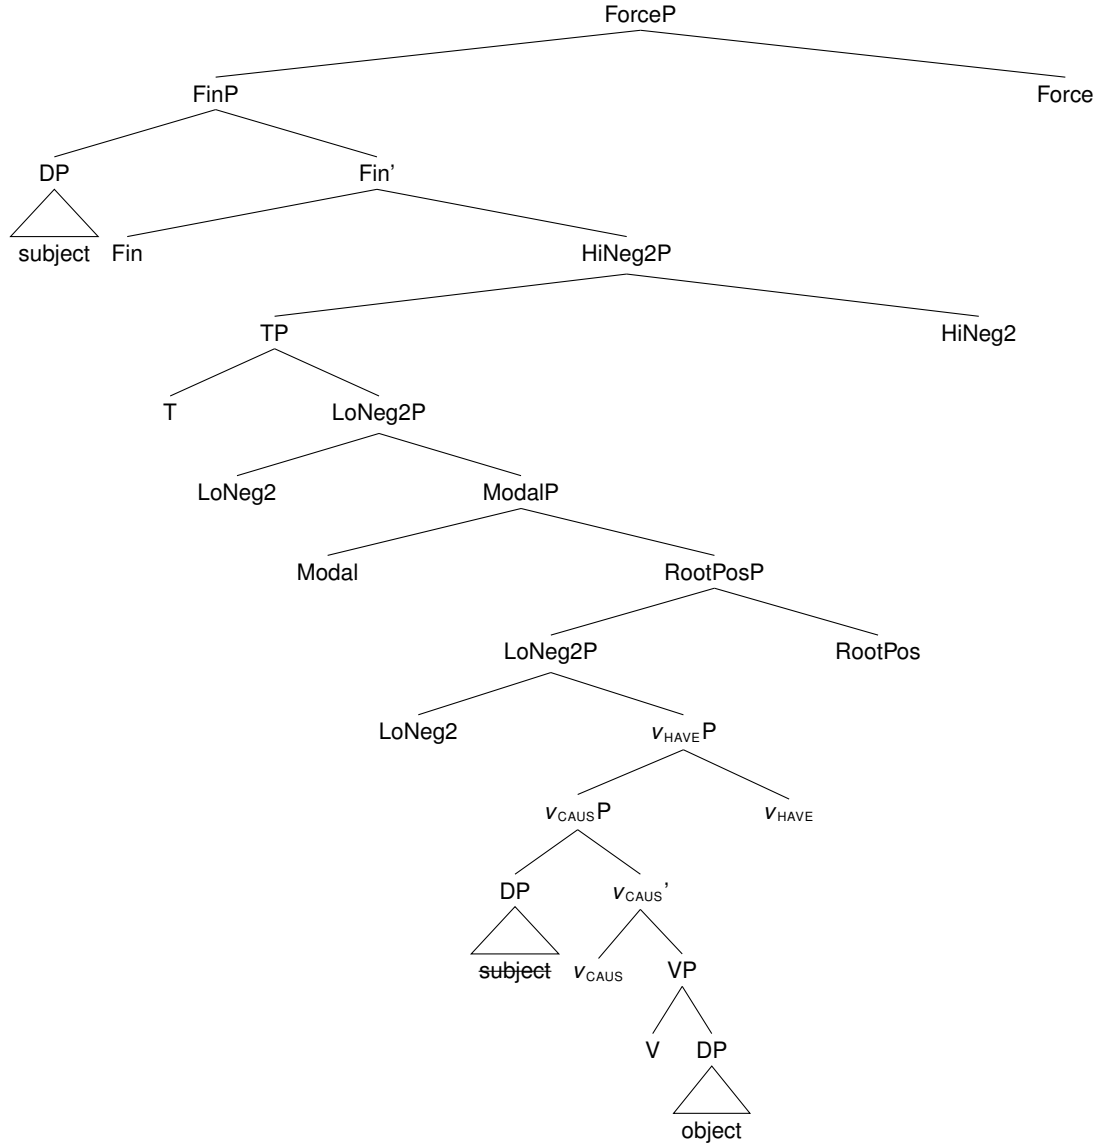 ForceP
FinP Force
DP Fin’
subject Fin HiNeg2P
TP HiNeg2
T LoNeg2P
LoNeg2 ModalP
Modal RootPosP
LoNeg2P RootPos
LoNeg2 vHAVEP
vCAUSP vHAVE
DP vCAUS’
subject vCAUS VP
V DP
object